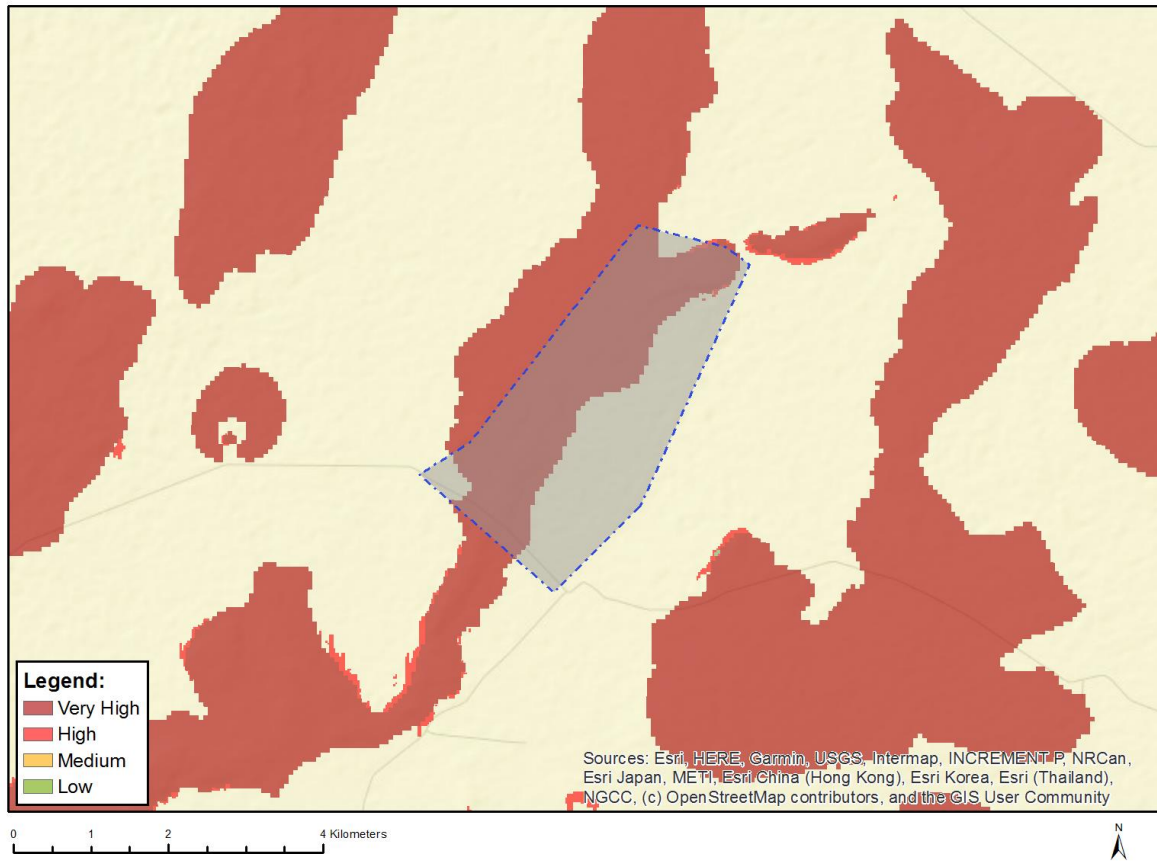 Legend:
Very High
High
Medium
Low
Sources: Esri, HERE, Garmin, USGS, Intermap, INCREMENT P, NRCan,
Esri Japan, METI, Esri China (Hong Kong), Esri Korea, Esri (Thailand),
NGCC, (c) OpenStreetMap contributors, and the GIS User Community
0 1 2 4 Kilometers
N